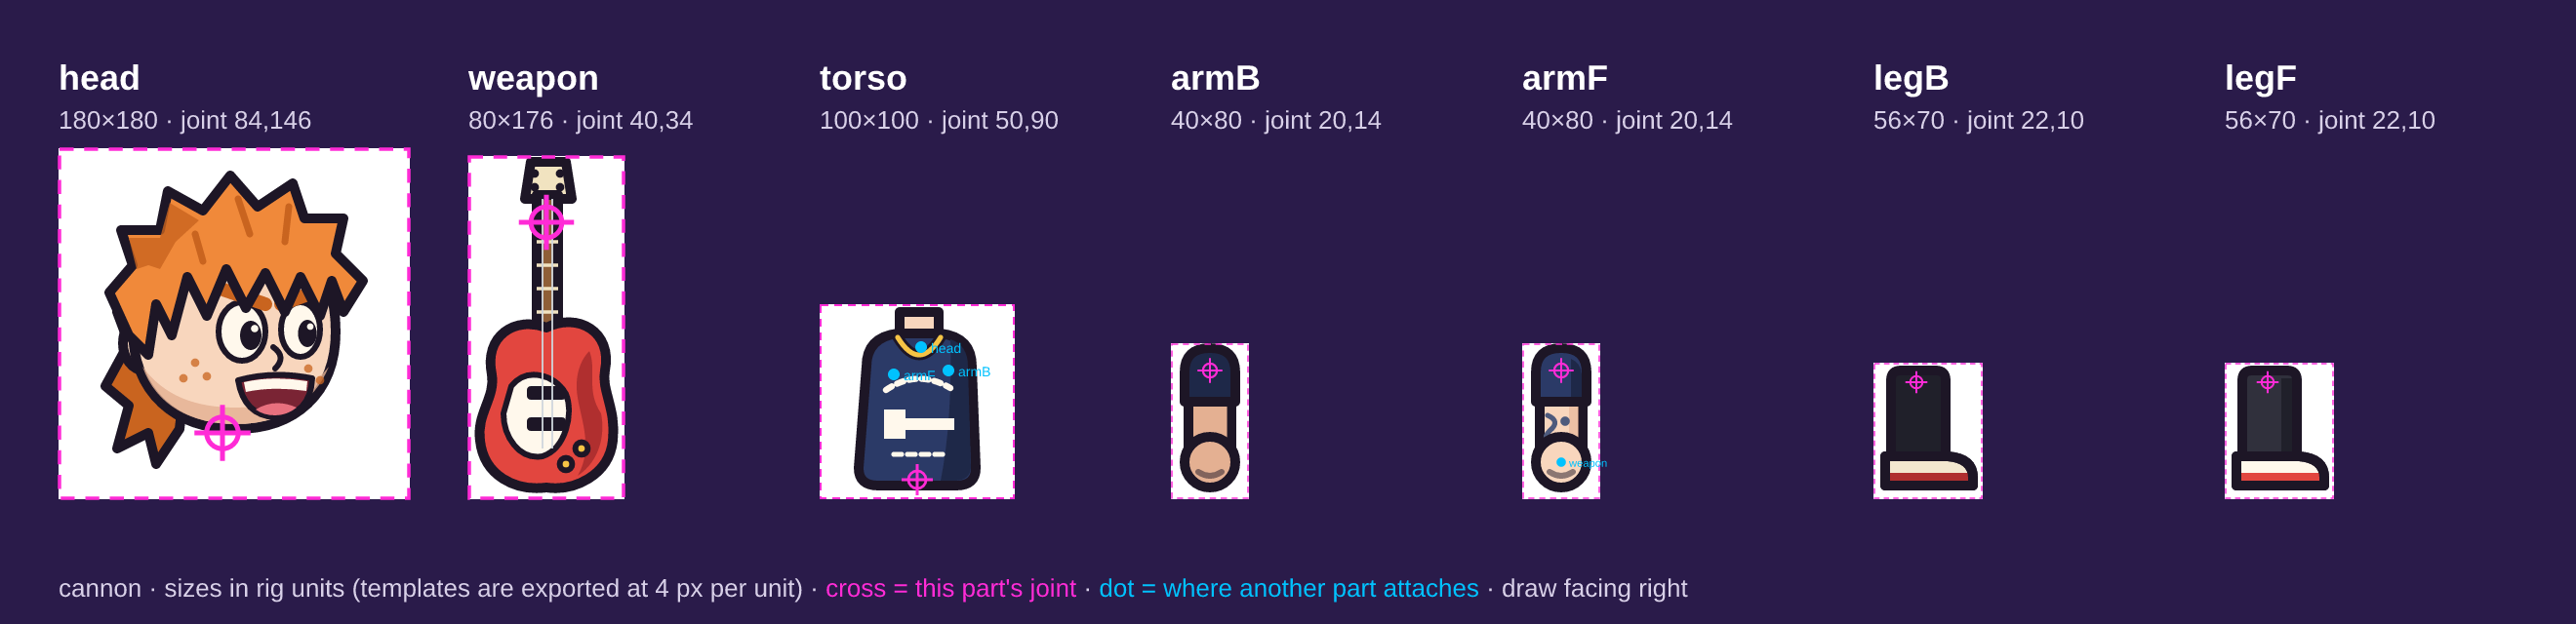 head
180×180 · joint 84,146
weapon
80×176 · joint 40,34
torso
100×100 · joint 50,90
armB
40×80 · joint 20,14
armF
40×80 · joint 20,14
legB
56×70 · joint 22,10
legF
56×70 · joint 22,10
head
armF
armB
weapon
cannon · sizes in rig units (templates are exported at 4 px per unit) · cross = this part's joint · dot = where another part attaches · draw facing right